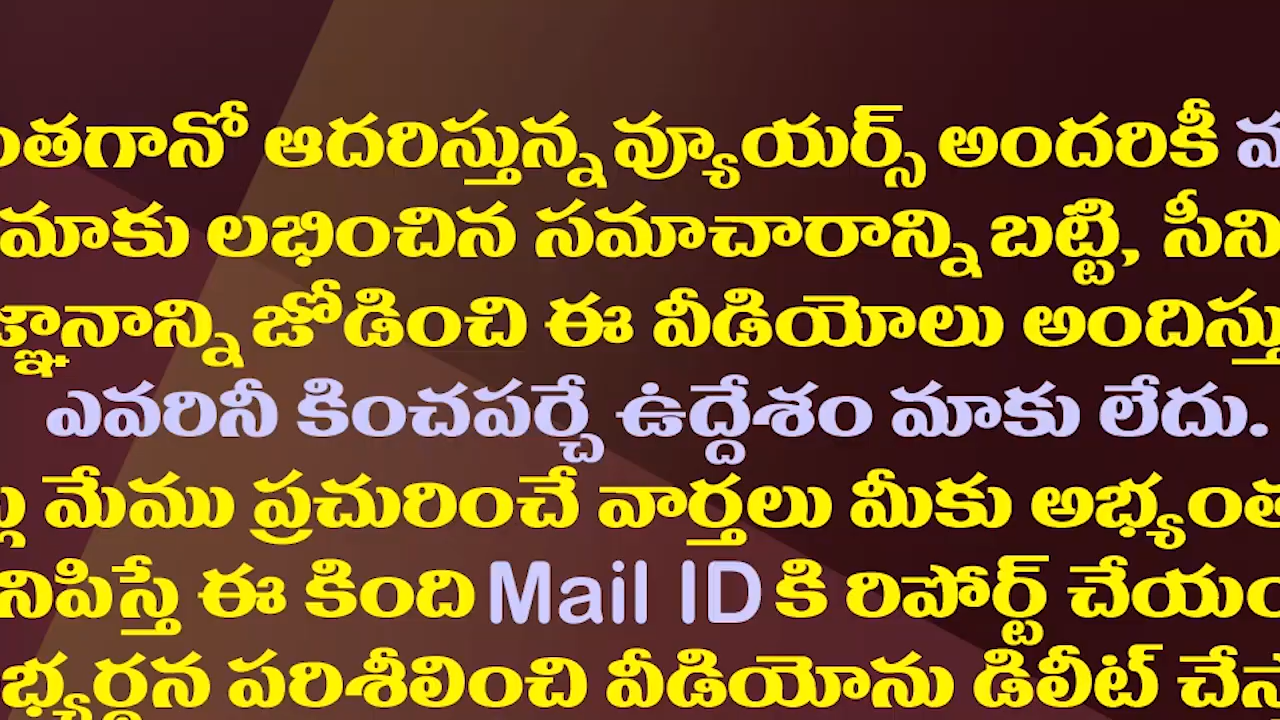 ంతగానో ఆదరిస్తున్న వ్యూయర్స్ అందరికీ
మాకు లభించిన సమాచారాన్ని బట్టి, సీని
జ్ఞానాన్ని జోడించి ఈ వీడియోలు అందిస్తు
ఎవరినీ కించపర్చే ఉద్దేశం మాకు లేదు.
మేము ప్రచురించే వార్తలు మీకు అభ్యంత
నిపిస్తే ఈ కింది Mail ID కి రిపోర్ట్ చేయం
భ్యర్థన పరిశీలించి వీడియోను డిలీట్ చేస